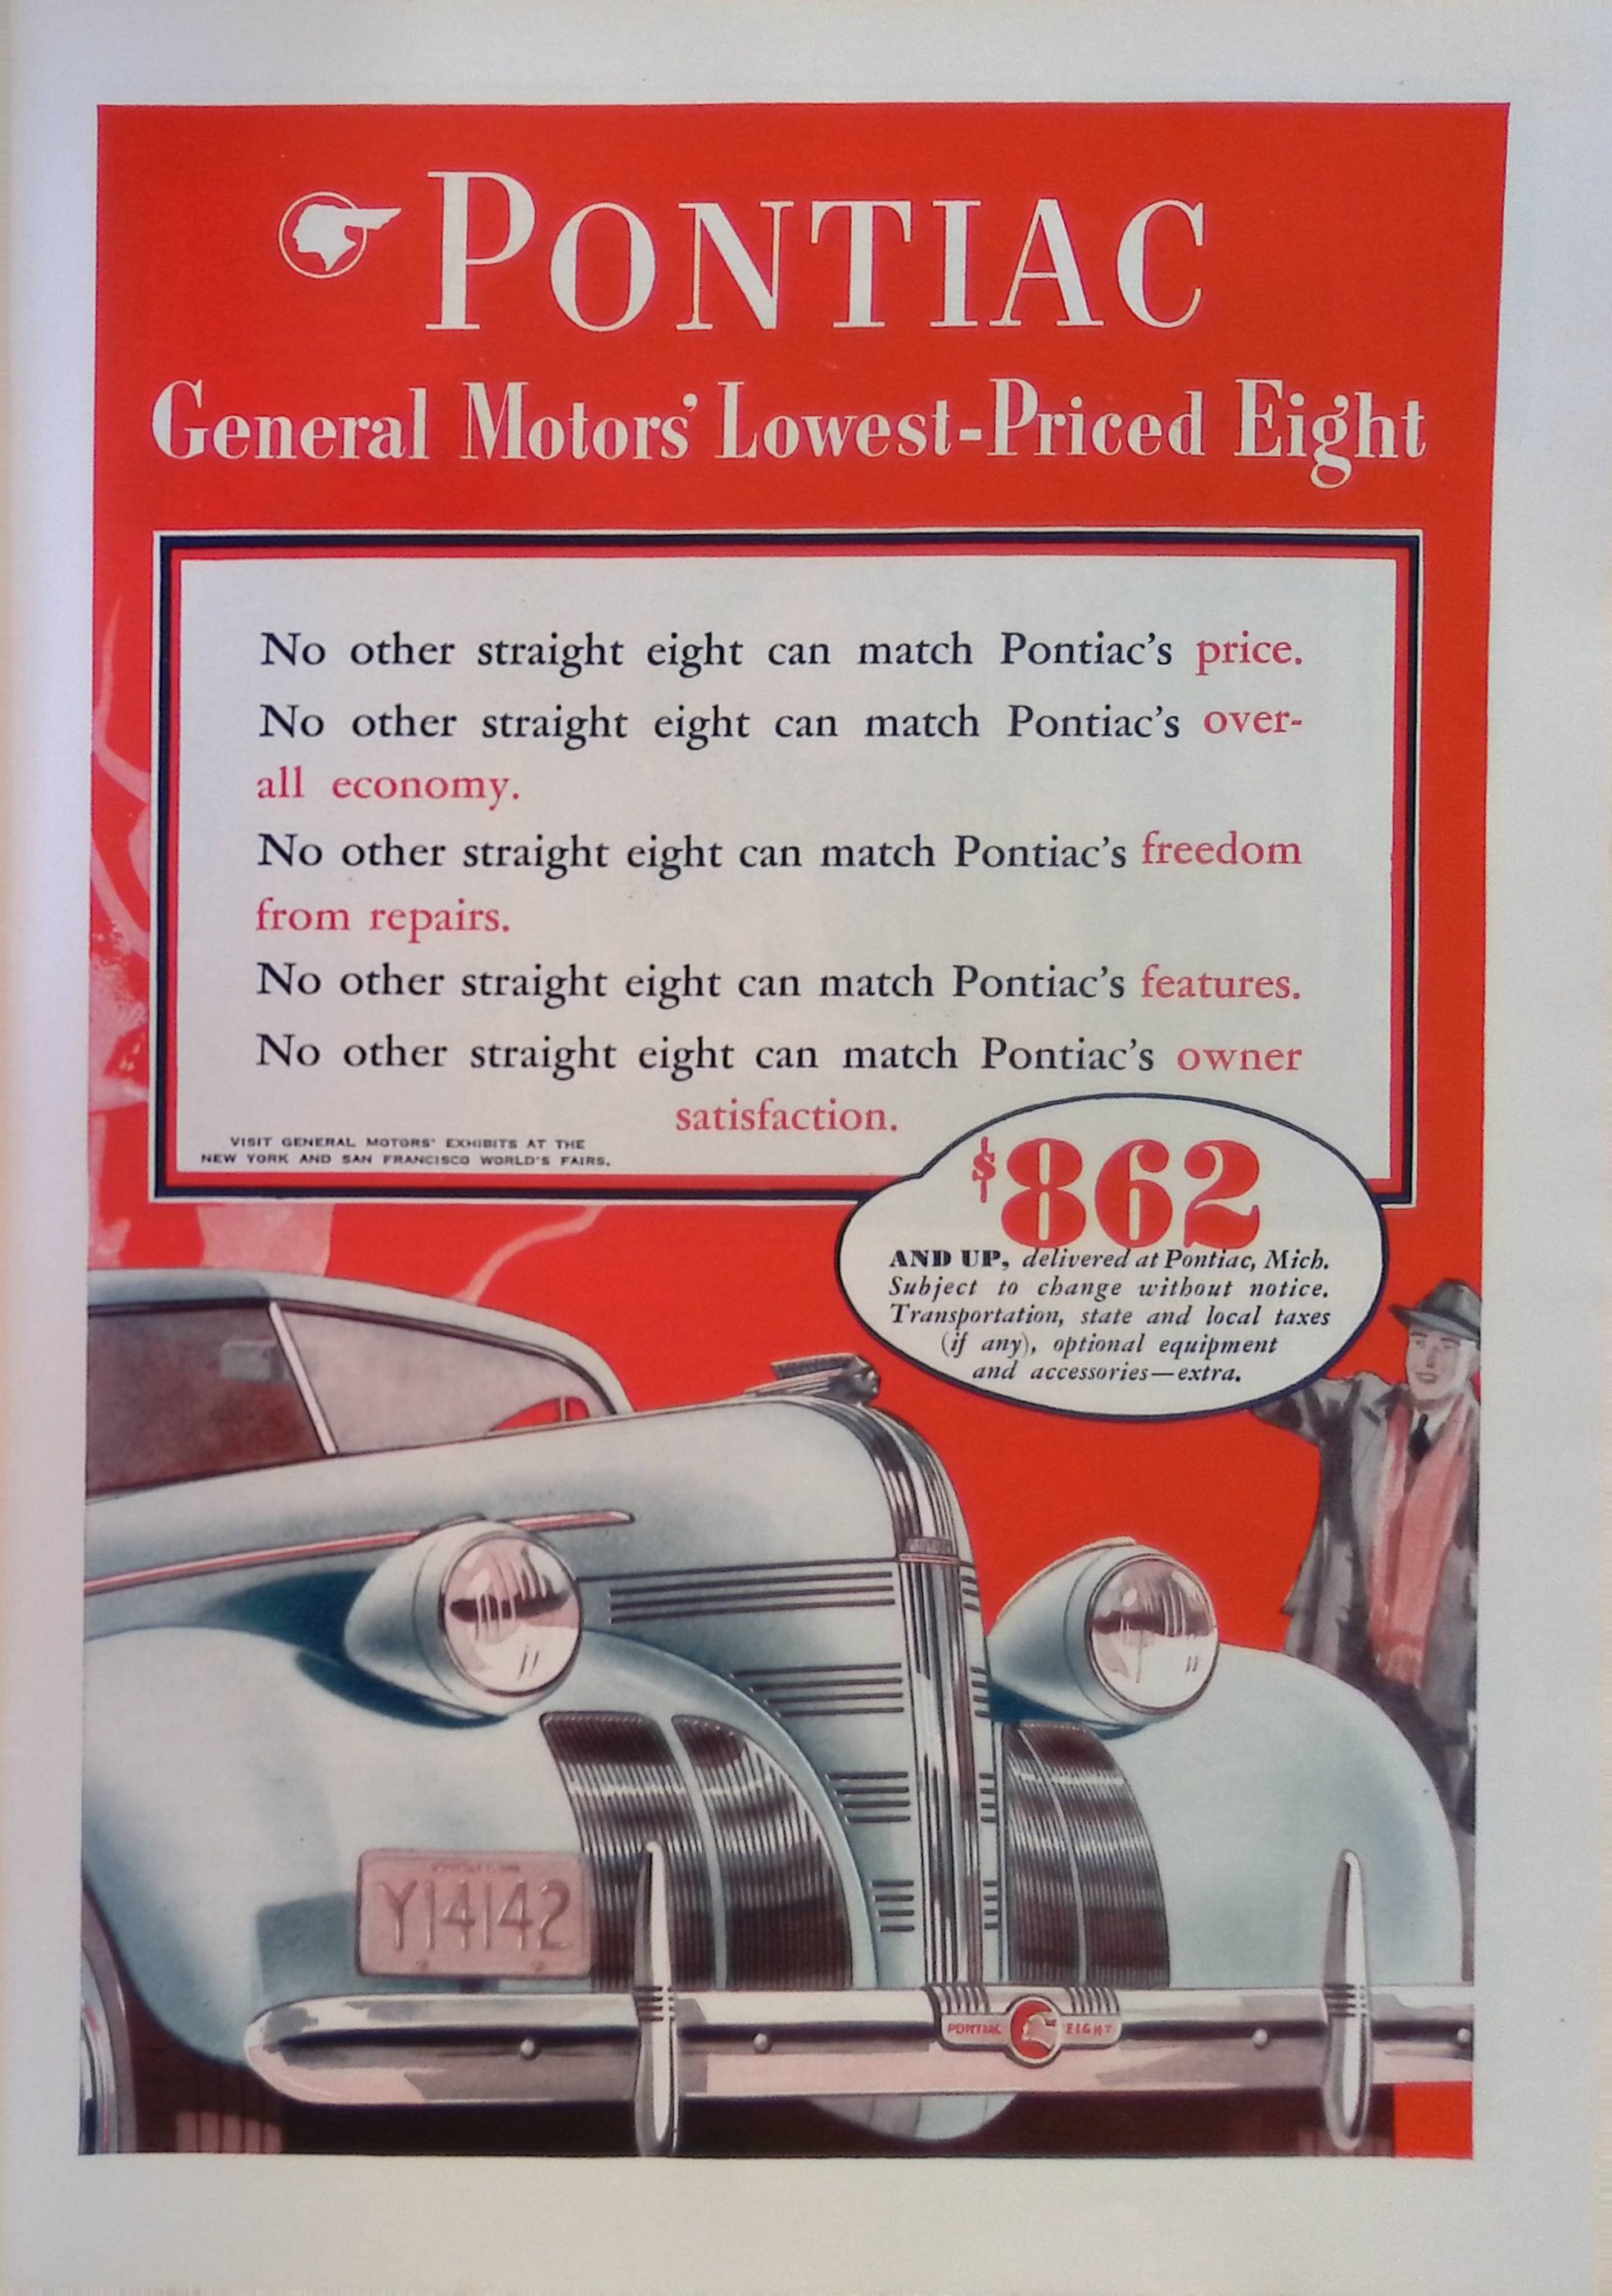 PONTIAC
General Motors' Lowest-Priced Eight
No other straight eight can match Pontiac's price.
No other straight eight can match Pontiac's over-
all economy.
No other straight eight can match Pontiac's freedom
from repairs.
No other straight eight can match Pontiac's features.
No other straight eight can match Pontiac's owner
satisfaction.
VISIT GENERAL MOTORS' EXHIBITS AT THE
NEW YORK AND SAN FRANCISCO WORLD'S FAIRS.
$862
AND UP, delivered at Pontiac, Mich.
Subject to change without notice.
Transportation, state and local taxes
(if any), optional equipment
and accessories—extra.
Y14142
PONTIAC EIGHT